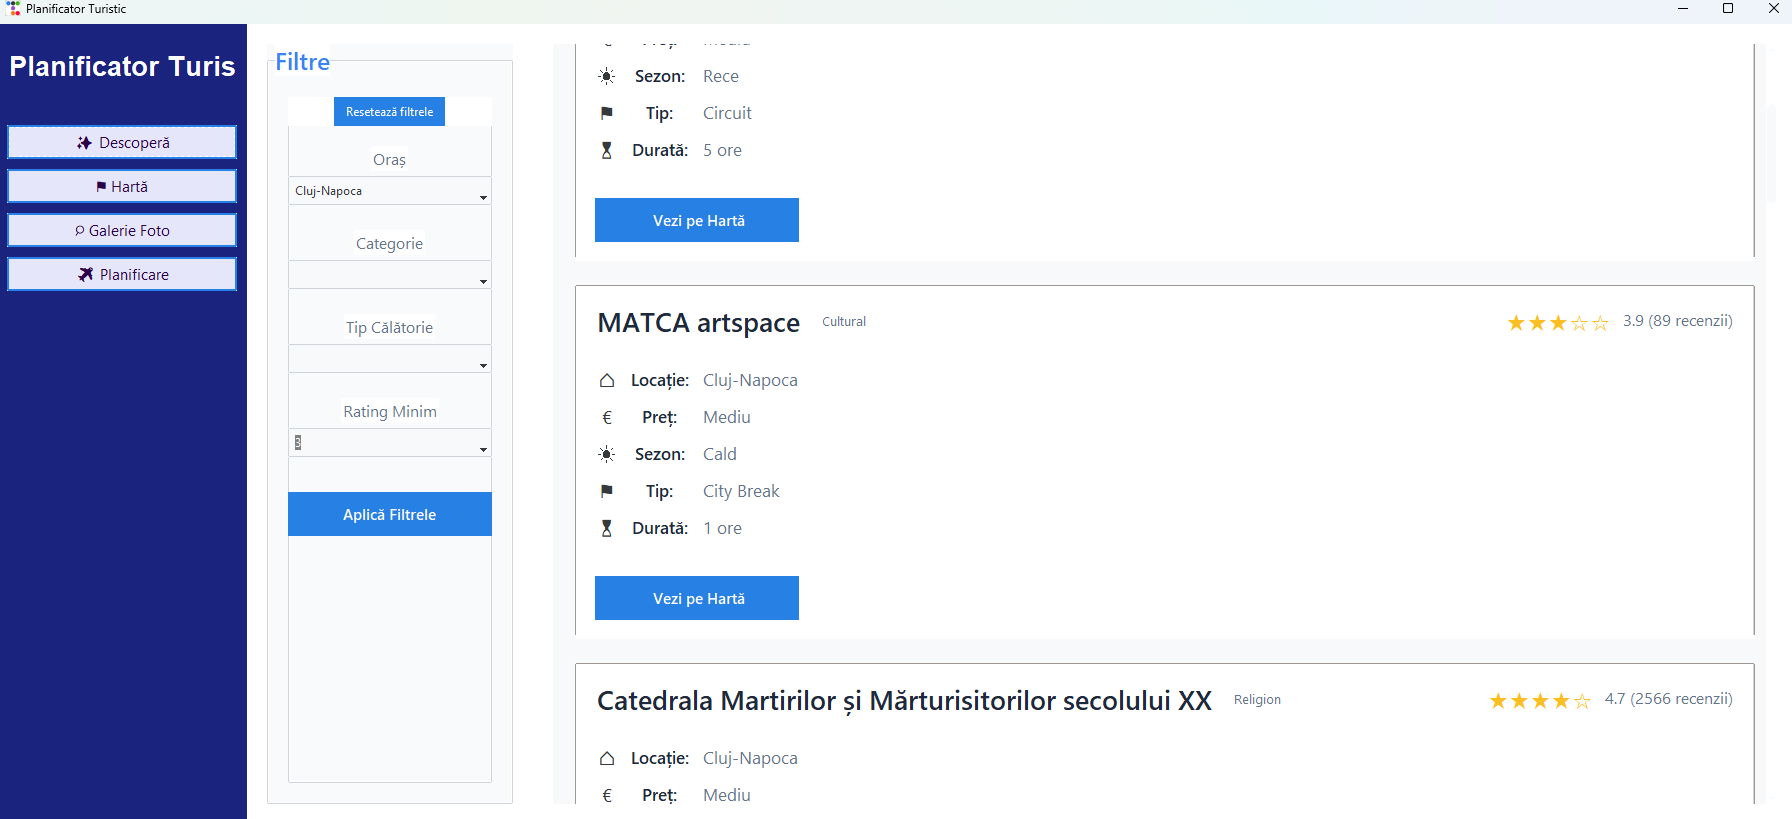 Planificator Turistic
Planificator Turis
Descoperă
Hartă
Galerie Foto
Planificare
Filtre
Resetează filtrele
Oraș
Cluj-Napoca
Categorie
Tip Călătorie
Rating Minim
3
Aplică Filtrele
€ Preț: Mediu
Sezon: Rece
Tip: Circuit
Durată: 5 ore
Vezi pe Hartă
MATCA artspace Cultural ★★★☆☆ 3.9 (89 recenzii)
Locație: Cluj-Napoca
€ Preț: Mediu
Sezon: Cald
Tip: City Break
Durată: 1 ore
Vezi pe Hartă
Catedrala Martirilor și Mărturisitorilor secolului XX Religion ★★★★☆ 4.7 (2566 recenzii)
Locație: Cluj-Napoca
€ Preț: Mediu